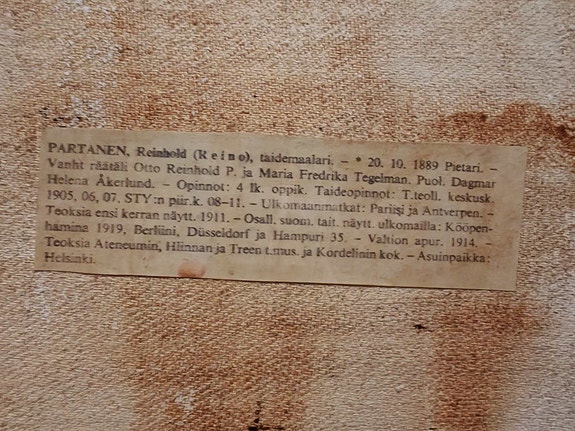 PARTANEN, Reinhold (Reino), taidemaalari. – * 20. 10. 1889 Pietari. –
Vanht räätäli Otto Reinhold P. ja Maria Fredrika Tegelman. Puol. Dagmar
Helena Åkerlund. – Opinnot: 4 lk. oppik. Taideopinnot: T.teoll. keskusk.
1905, 06, 07. STY:n piir.k. 08–11. – Ulkomaanmatkat: Pariisi ja Antverpen. –
Teoksia ensi kerran näytt. 1911. – Osall. suom. tait. näytt. ulkomailla: Kööpen-
hamina 1919, Berliini, Düsseldorf ja Hampuri 35. – Valtion apur. 1914. –
Teoksia Ateneumin, Hlinnan ja Treen t.mus. ja Kordelinin kok. – Asuinpaikka:
Helsinki.